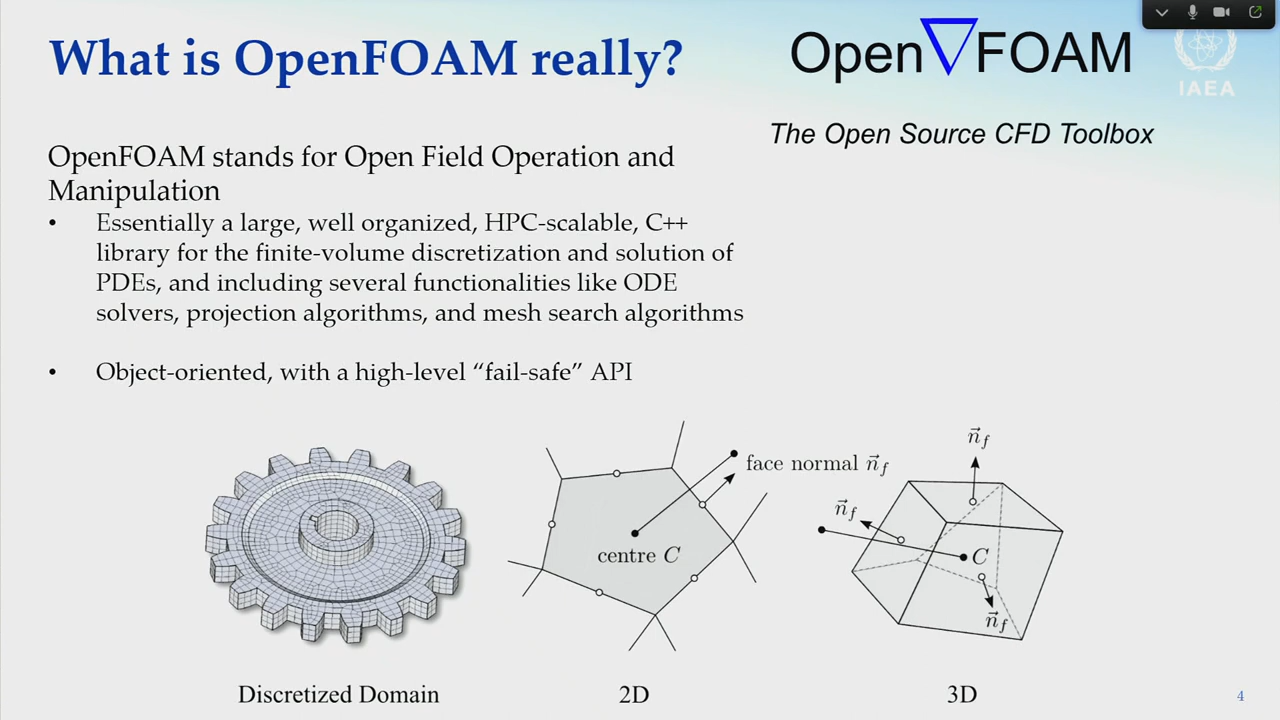 What is OpenFOAM really?
Open∇FOAM
IAEA
The Open Source CFD Toolbox
OpenFOAM stands for Open Field Operation and
Manipulation
• Essentially a large, well organized, HPC-scalable, C++
library for the finite-volume discretization and solution of
PDEs, and including several functionalities like ODE
solvers, projection algorithms, and mesh search algorithms
• Object-oriented, with a high-level “fail-safe” API
face normal n⃗f
centre C
n⃗f
n⃗f
C
n⃗f
Discretized Domain
2D
3D
4